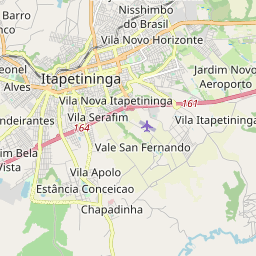 Nisshimbo
do Brasil
Barro
anco
Vila Novo Horizonte
eonel
Alves
Itapetininga
Jardim Novo
Aeroporto
Vila Nova Itapetininga
161
ndeirantes
Vila Serafim
164
Vila Itapetininga
im Bela
Vista
Vale San Fernando
Vila Apolo
Estância Conceicao
Chapadinha